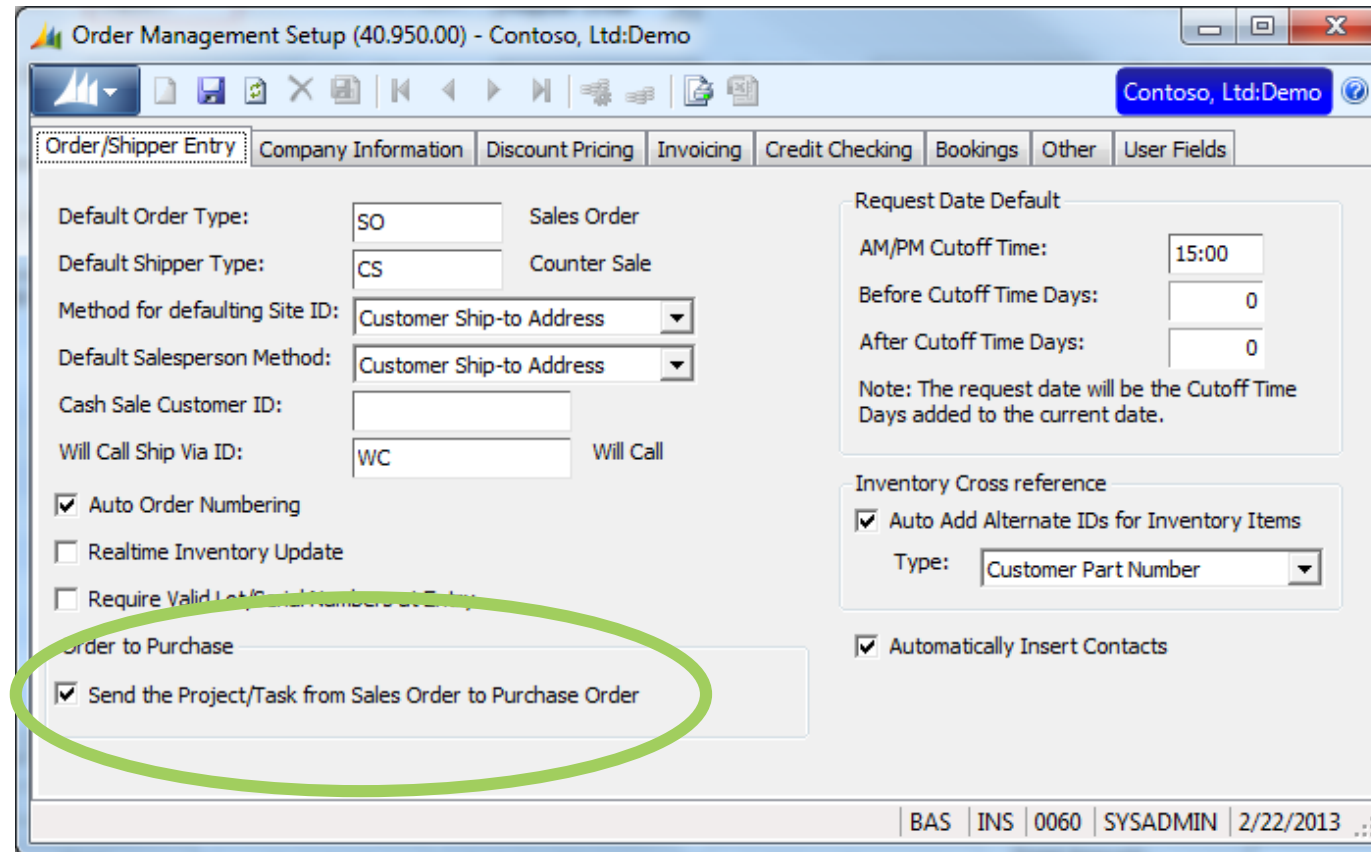 Order Management Setup (40.950.00) - Contoso, Ltd:Demo
Contoso, Ltd:Demo
Order/Shipper Entry Company Information Discount Pricing Invoicing Credit Checking Bookings Other User Fields
Default Order Type: SO Sales Order
Default Shipper Type: CS Counter Sale
Method for defaulting Site ID: Customer Ship-to Address
Default Salesperson Method: Customer Ship-to Address
Cash Sale Customer ID:
Will Call Ship Via ID: WC Will Call
Auto Order Numbering
Realtime Inventory Update
Require Valid Lot/Serial Numbers at Entry
Order to Purchase
Send the Project/Task from Sales Order to Purchase Order
Request Date Default
AM/PM Cutoff Time: 15:00
Before Cutoff Time Days: 0
After Cutoff Time Days: 0
Note: The request date will be the Cutoff Time
Days added to the current date.
Inventory Cross reference
Auto Add Alternate IDs for Inventory Items
Type: Customer Part Number
Automatically Insert Contacts
BAS INS 0060 SYSADMIN 2/22/2013